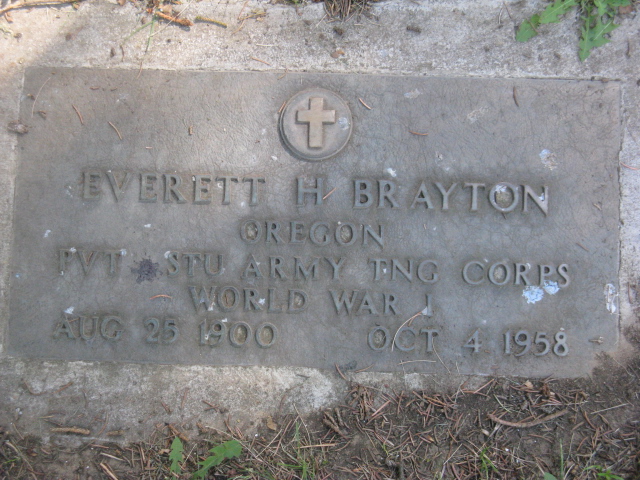 EVERETT H BRAYTON
OREGON
PVT STU ARMY TNG CORPS
WORLD WAR I
AUG 25 1900 OCT 4 1958